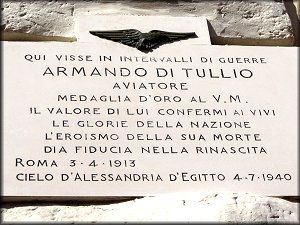 QUI VISSE IN INTERVALLI DI GUERRE
ARMANDO DI TULLIO
AVIATORE
MEDAGLIA D'ORO AL V.M.
IL VALORE DI LUI CONFERMI AI VIVI
LE GLORIE DELLA NAZIONE
L'EROISMO DELLA SUA MORTE
DIA FIDUCIA NELLA RINASCITA
ROMA 3·4·1913
CIELO D'ALESSANDRIA D'EGITTO 4·7·1940